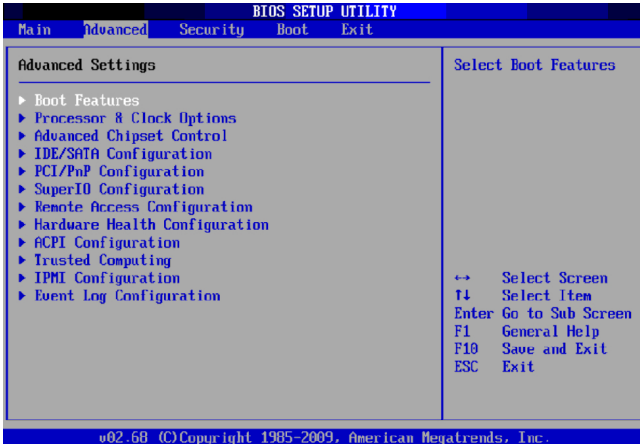 BIOS SETUP UTILITY
Main Advanced Security Boot Exit
Advanced Settings
Boot Features
Processor & Clock Options
Advanced Chipset Control
IDE/SATA Configuration
PCI/PnP Configuration
SuperIO Configuration
Remote Access Configuration
Hardware Health Configuration
ACPI Configuration
Trusted Computing
IPMI Configuration
Event Log Configuration
Select Boot Features
↔ Select Screen
↑↓ Select Item
Enter Go to Sub Screen
F1 General Help
F10 Save and Exit
ESC Exit
v02.68 (C)Copyright 1985-2009, American Megatrends, Inc.